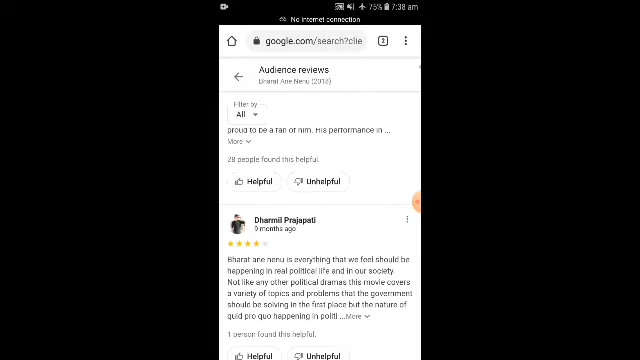 75% 7:38 am
No internet connection
google.com/search?clie
2
Audience reviews
Bharat Ane Nenu (2018)
Filter by
All
proud to be a fan of him. His performance in ...
More
28 people found this helpful.
Helpful
Unhelpful
Dharmil Prajapati
9 months ago
Bharat ane nenu is everything that we feel should be
happening in real political life and in our society.
Not like any other political dramas this movie covers
a variety of topics and problems that the government
should be solving in the first place but the nature of
quid pro quo happening in politi ...More
1 person found this helpful.
Helpful
Unhelpful